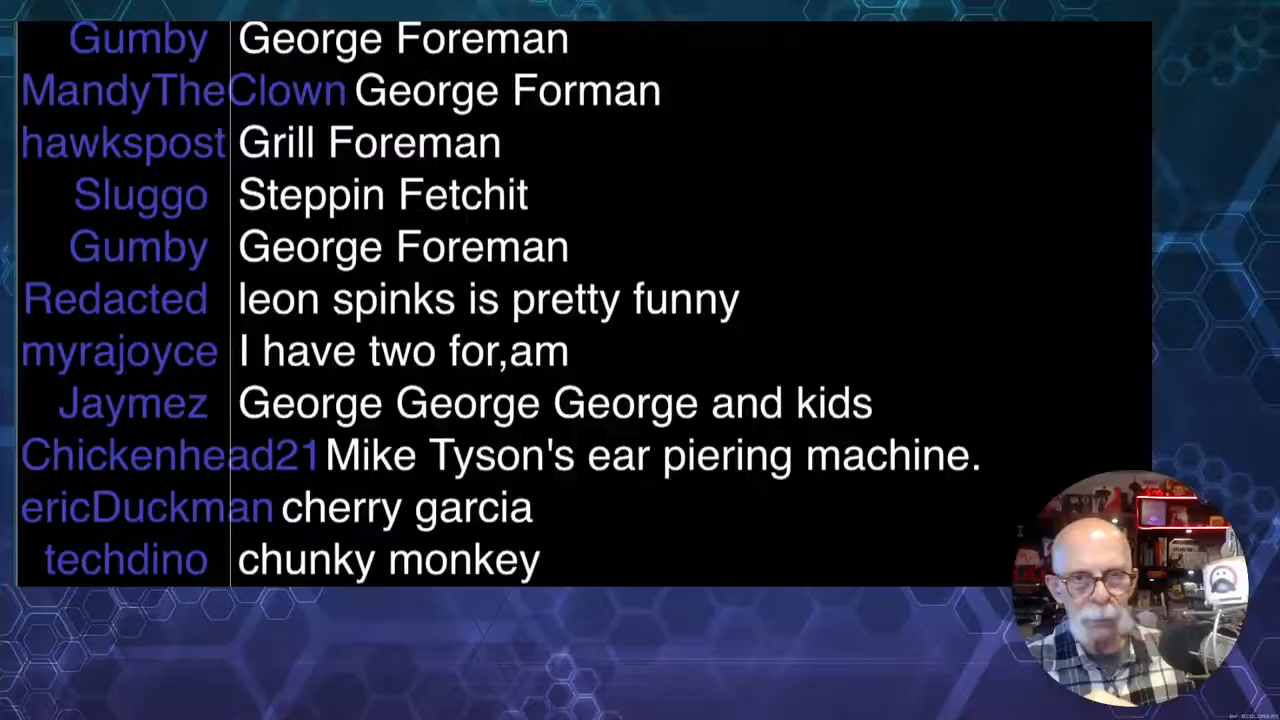 Gumby George Foreman
MandyTheClown George Forman
hawkspost Grill Foreman
Sluggo Steppin Fetchit
Gumby George Foreman
Redacted leon spinks is pretty funny
myrajoyce I have two for,am
Jaymez George George George and kids
Chickenhead21 Mike Tyson's ear piering machine.
ericDuckman cherry garcia
techdino chunky monkey